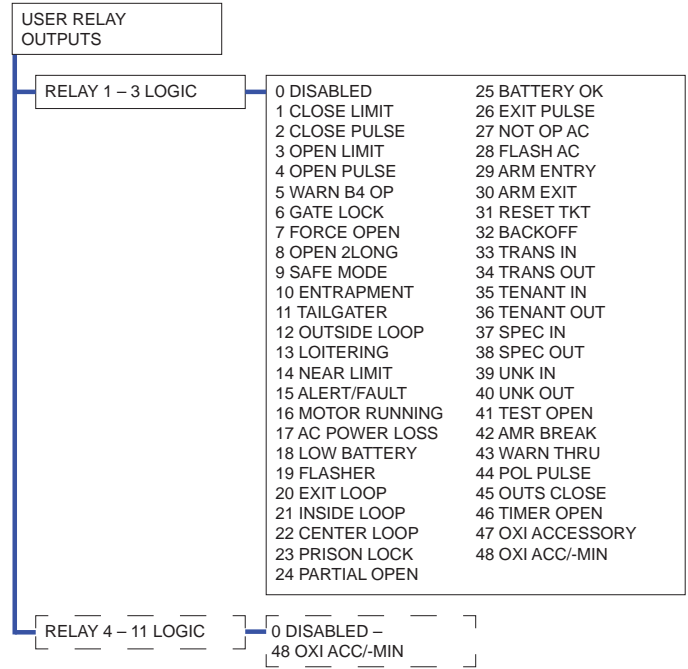 USER RELAY
OUTPUTS
RELAY 1 – 3 LOGIC
0 DISABLED
1 CLOSE LIMIT
2 CLOSE PULSE
3 OPEN LIMIT
4 OPEN PULSE
5 WARN B4 OP
6 GATE LOCK
7 FORCE OPEN
8 OPEN 2LONG
9 SAFE MODE
10 ENTRAPMENT
11 TAILGATER
12 OUTSIDE LOOP
13 LOITERING
14 NEAR LIMIT
15 ALERT/FAULT
16 MOTOR RUNNING
17 AC POWER LOSS
18 LOW BATTERY
19 FLASHER
20 EXIT LOOP
21 INSIDE LOOP
22 CENTER LOOP
23 PRISON LOCK
24 PARTIAL OPEN
25 BATTERY OK
26 EXIT PULSE
27 NOT OP AC
28 FLASH AC
29 ARM ENTRY
30 ARM EXIT
31 RESET TKT
32 BACKOFF
33 TRANS IN
34 TRANS OUT
35 TENANT IN
36 TENANT OUT
37 SPEC IN
38 SPEC OUT
39 UNK IN
40 UNK OUT
41 TEST OPEN
42 AMR BREAK
43 WARN THRU
44 POL PULSE
45 OUTS CLOSE
46 TIMER OPEN
47 OXI ACCESSORY
48 OXI ACC/-MIN
RELAY 4 – 11 LOGIC
0 DISABLED –
48 OXI ACC/-MIN